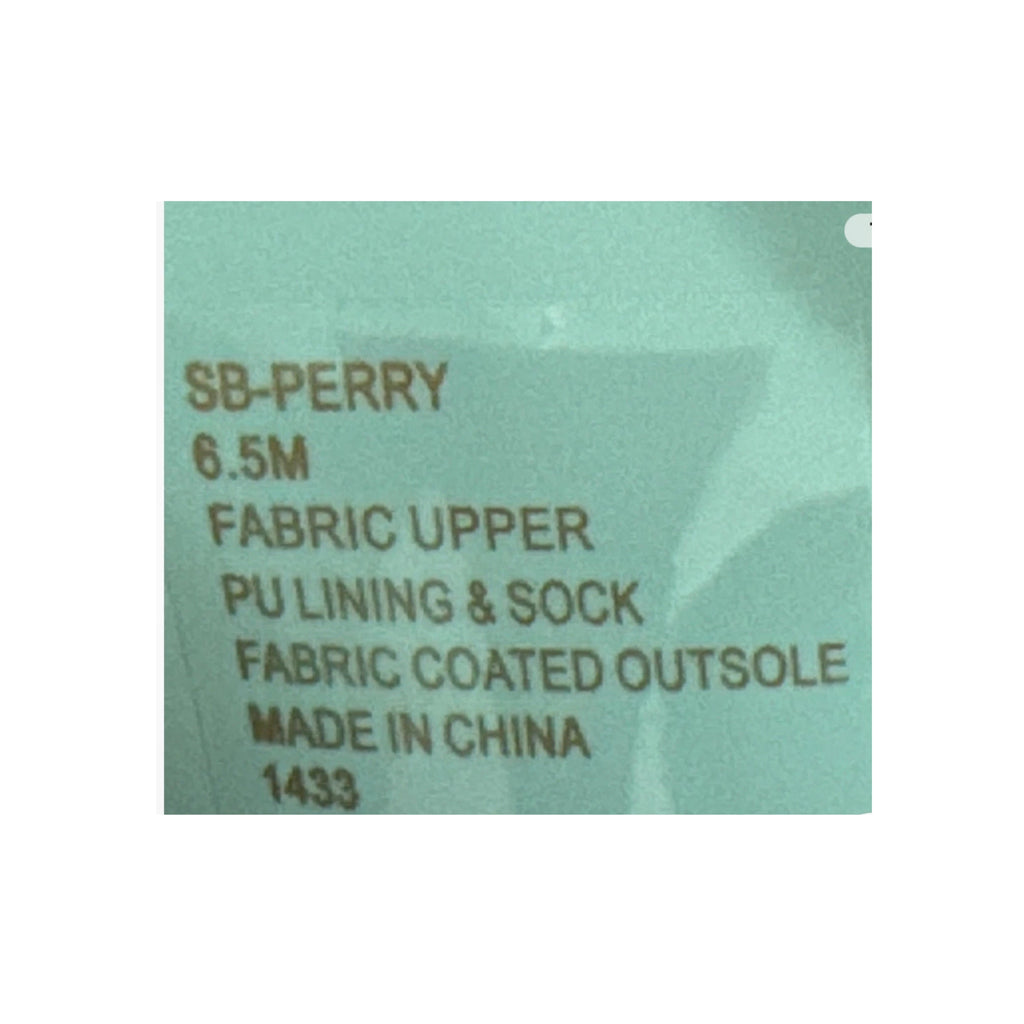 SB-PERRY
6.5M
FABRIC UPPER
PU LINING & SOCK
FABRIC COATED OUTSOLE
MADE IN CHINA
1433